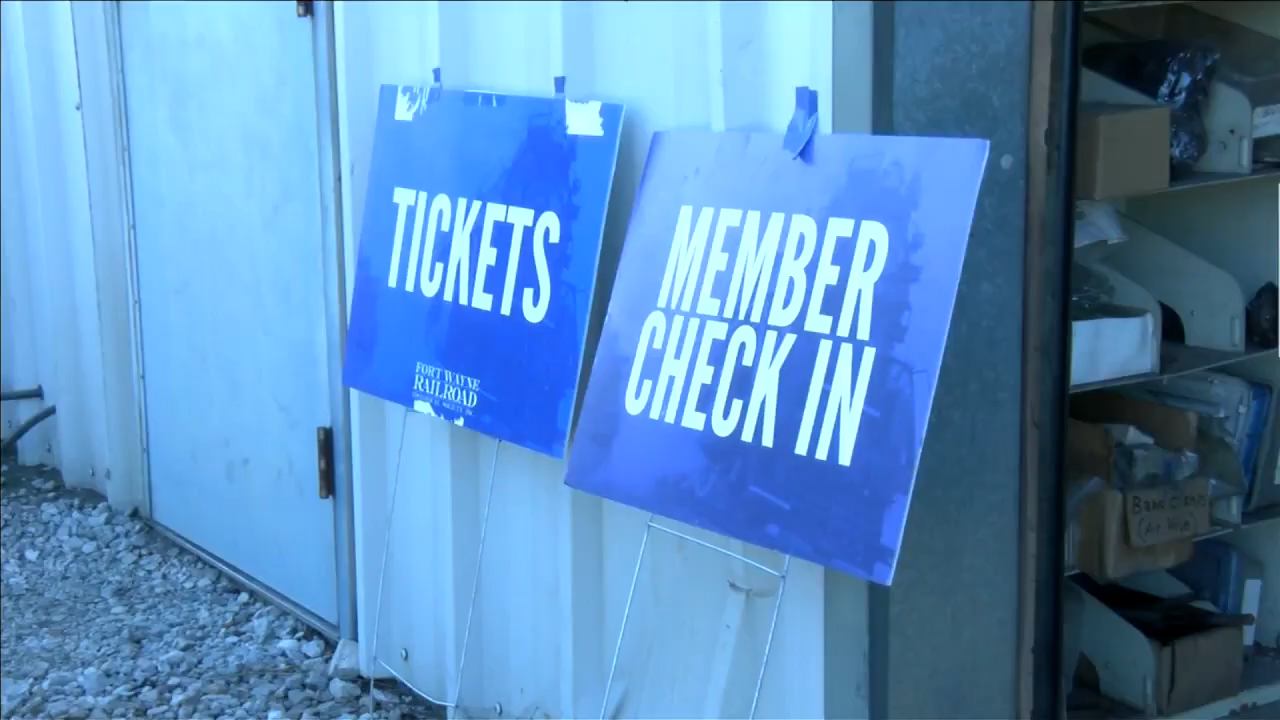 TICKETS
FORT WAYNE
RAILROAD
MEMBER
CHECK IN